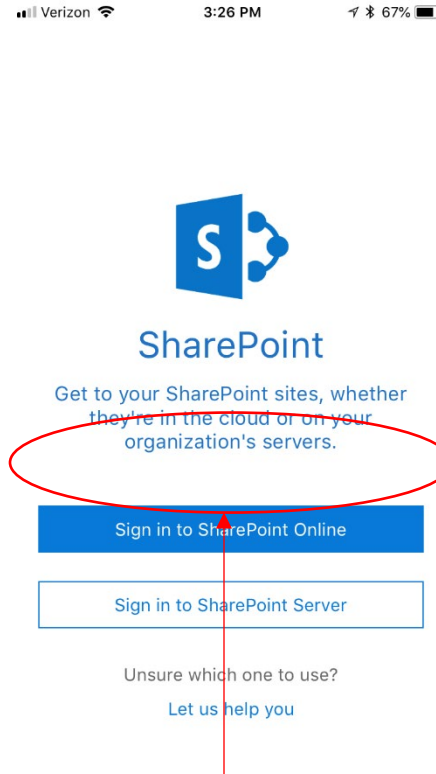 Verizon 3:26 PM 67%
S
SharePoint
Get to your SharePoint sites, whether
they're in the cloud or on your
organization's servers.
Sign in to SharePoint Online
Sign in to SharePoint Server
Unsure which one to use?
Let us help you